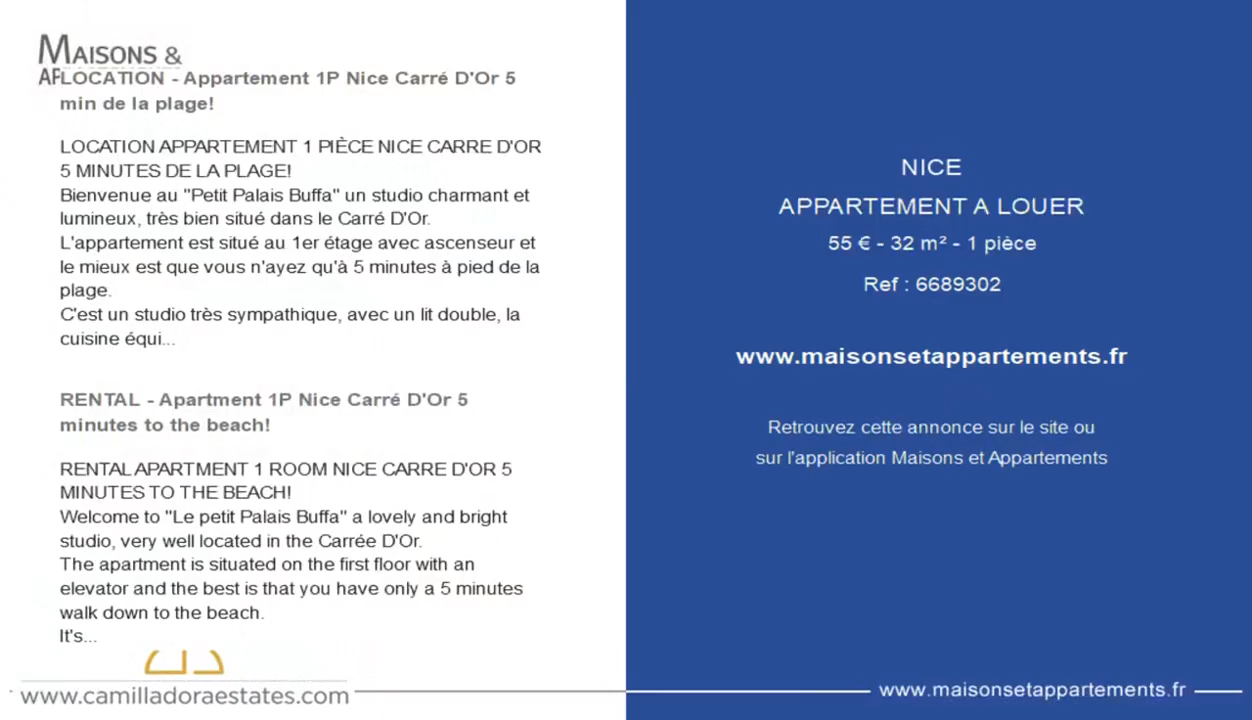 MAISONS &
AP
LOCATION - Appartement 1P Nice Carré D'Or 5
min de la plage!
LOCATION APPARTEMENT 1 PIÈCE NICE CARRE D'OR
5 MINUTES DE LA PLAGE!
Bienvenue au "Petit Palais Buffa" un studio charmant et
lumineux, très bien situé dans le Carré D'Or.
L'appartement est situé au 1er étage avec ascenseur et
le mieux est que vous n'ayez qu'à 5 minutes à pied de la
plage.
C'est un studio très sympathique, avec un lit double, la
cuisine équi...
RENTAL - Apartment 1P Nice Carré D'Or 5
minutes to the beach!
RENTAL APARTMENT 1 ROOM NICE CARRE D'OR 5
MINUTES TO THE BEACH!
Welcome to "Le petit Palais Buffa" a lovely and bright
studio, very well located in the Carrée D'Or.
The apartment is situated on the first floor with an
elevator and the best is that you have only a 5 minutes
walk down to the beach.
It's...
www.camilladoraestates.com
NICE
APPARTEMENT A LOUER
55 € - 32 m² - 1 pièce
Ref : 6689302
www.maisonsetappartements.fr
Retrouvez cette annonce sur le site ou
sur l'application Maisons et Appartements
www.maisonsetappartements.fr